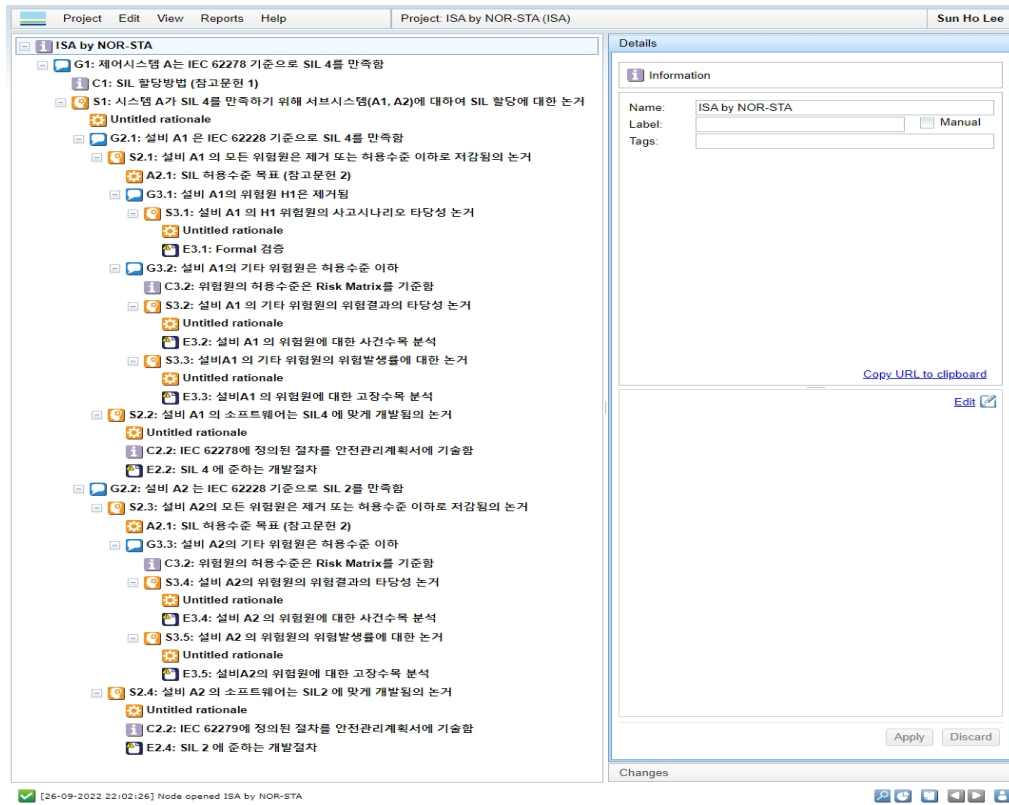 Project Edit View Reports Help Project: ISA by NOR-STA (ISA) Sun Ho Lee
ISA by NOR-STA
G1: 제어시스템 A는 IEC 62278 기준으로 SIL 4를 만족함
C1: SIL 할당방법 (참고문헌 1)
S1: 시스템 A가 SIL 4를 만족하기 위해 서브시스템(A1, A2)에 대하여 SIL 할당에 대한 논거
Untitled rationale
G2.1: 설비 A1 은 IEC 62228 기준으로 SIL 4를 만족함
S2.1: 설비 A1 의 모든 위험원은 제거 또는 허용수준 이하로 저감됨의 논거
A2.1: SIL 허용수준 목표 (참고문헌 2)
G3.1: 설비 A1의 위험원 H1은 제거됨
S3.1: 설비 A1 의 H1 위험원의 사고시나리오 타당성 논거
Untitled rationale
E3.1: Formal 검증
G3.2: 설비 A1의 기타 위험원은 허용수준 이하
C3.2: 위험원의 허용수준은 Risk Matrix를 기준함
S3.2: 설비 A1 의 기타 위험원의 위험결과의 타당성 논거
Untitled rationale
E3.2: 설비 A1 의 위험원에 대한 사건수목 분석
S3.3: 설비A1 의 기타 위험원의 위험발생률에 대한 논거
Untitled rationale
E3.3: 설비A1 의 위험원에 대한 고장수목 분석
S2.2: 설비 A1 의 소프트웨어는 SIL4 에 맞게 개발됨의 논거
Untitled rationale
C2.2: IEC 62278에 정의된 절차를 안전관리계획서에 기술함
E2.2: SIL 4 에 준하는 개발절차
G2.2: 설비 A2 는 IEC 62228 기준으로 SIL 2를 만족함
S2.3: 설비 A2의 모든 위험원은 제거 또는 허용수준 이하로 저감됨의 논거
A2.1: SIL 허용수준 목표 (참고문헌 2)
G3.3: 설비 A2의 기타 위험원은 허용수준 이하
C3.2: 위험원의 허용수준은 Risk Matrix를 기준함
S3.4: 설비 A2의 위험원의 위험결과의 타당성 논거
Untitled rationale
E3.4: 설비 A2 의 위험원에 대한 사건수목 분석
S3.5: 설비 A2 의 위험원의 위험발생률에 대한 논거
Untitled rationale
E3.5: 설비A2의 위험원에 대한 고장수목 분석
S2.4: 설비 A2 의 소프트웨어는 SIL2 에 맞게 개발됨의 논거
Untitled rationale
C2.2: IEC 62279에 정의된 절차를 안전관리계획서에 기술함
E2.4: SIL 2 에 준하는 개발절차
Details
Information
Name: ISA by NOR-STA
Label: Manual
Tags:
Copy URL to clipboard
Edit
Apply Discard
Changes
[26-09-2022 22:02:26] Node opened ISA by NOR-STA